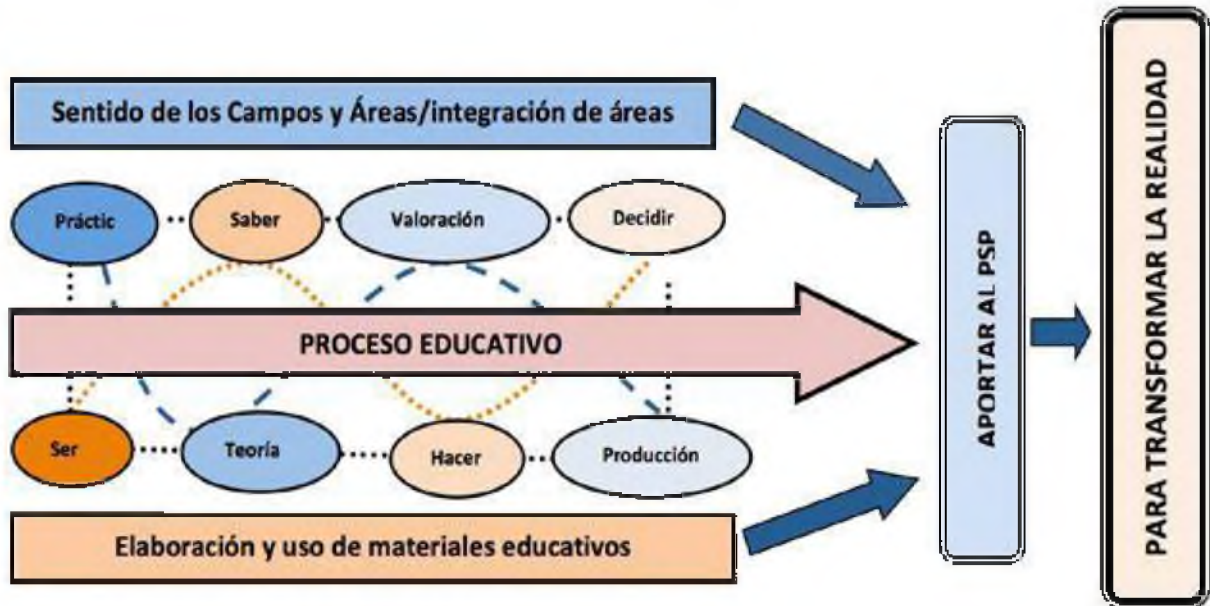 Sentido de los Campos y Áreas/integración de áreas
Práctic
Saber
Valoración
Decidir
PROCESO EDUCATIVO
Ser
Teoría
Hacer
Producción
Elaboración y uso de materiales educativos
APORTAR AL PSP
PARA TRANSFORMAR LA REALIDAD